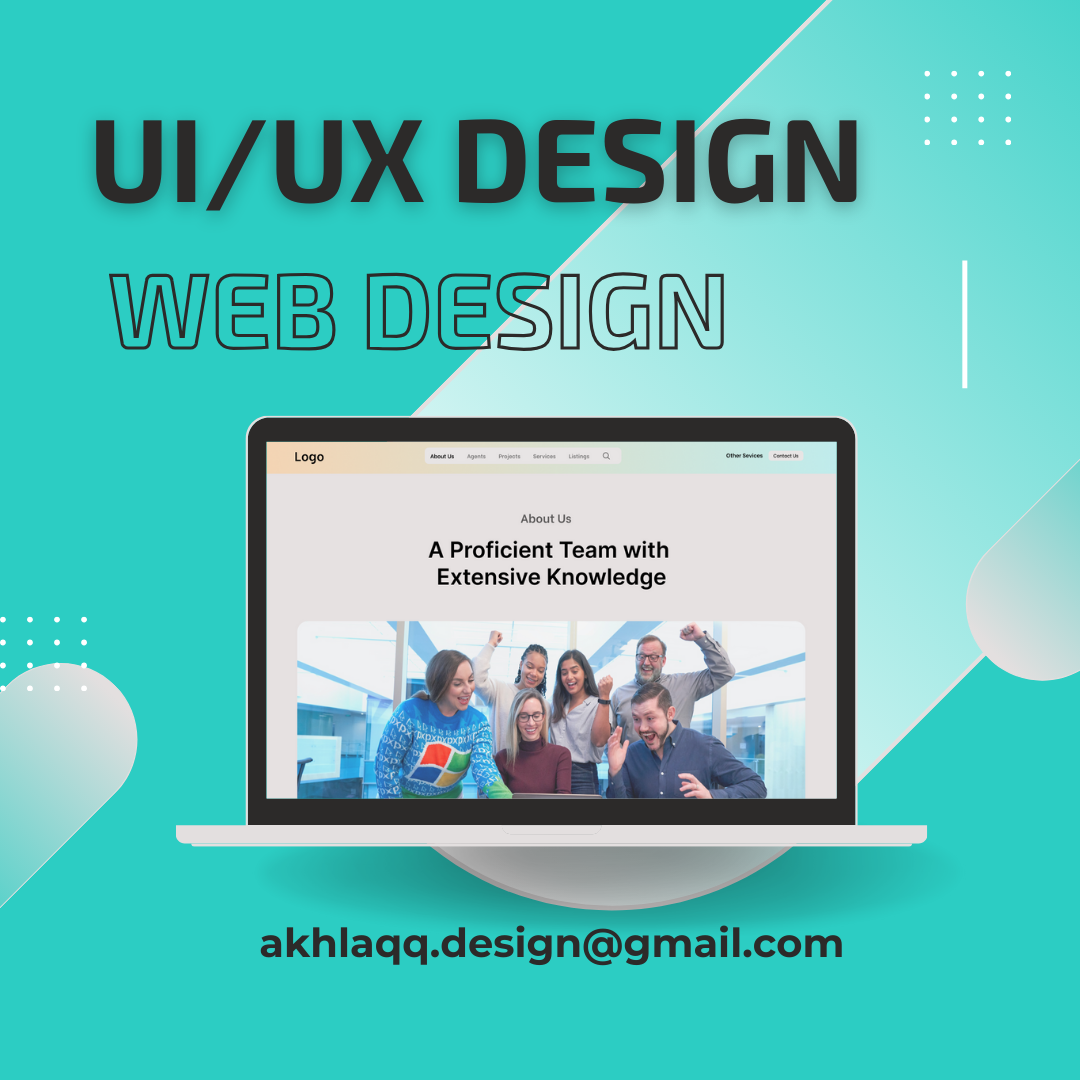 UI/UX DESIGN
WEB DESIGN
Logo
About Us Agents Projects Services Listings
Other Sevices Contact Us
About Us
A Proficient Team with
Extensive Knowledge
akhlaqq.design@gmail.com